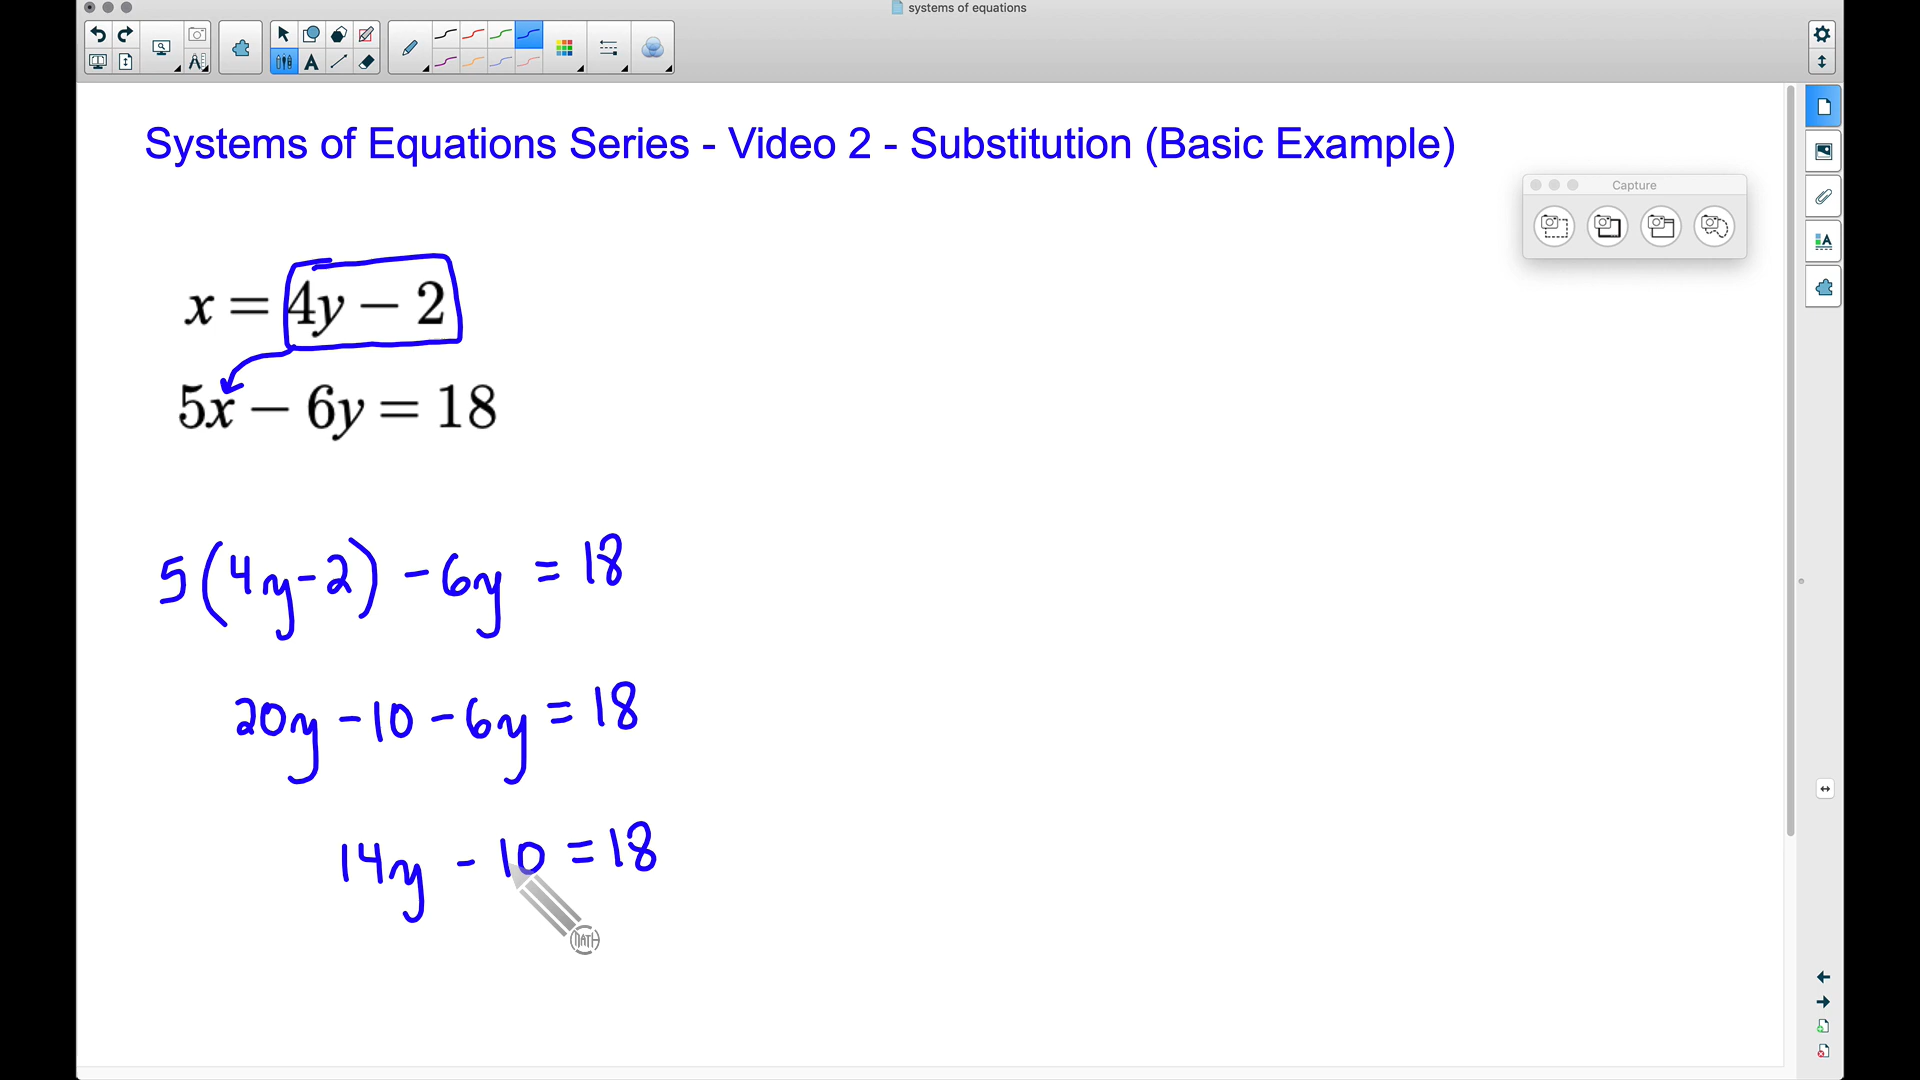 systems of equations
Systems of Equations Series - Video 2 - Substitution (Basic Example)
Capture
x = 4y − 2
5x − 6y = 18
5(4y-2) - 6y = 18
20y - 10 - 6y = 18
14y - 10 = 18
MATH